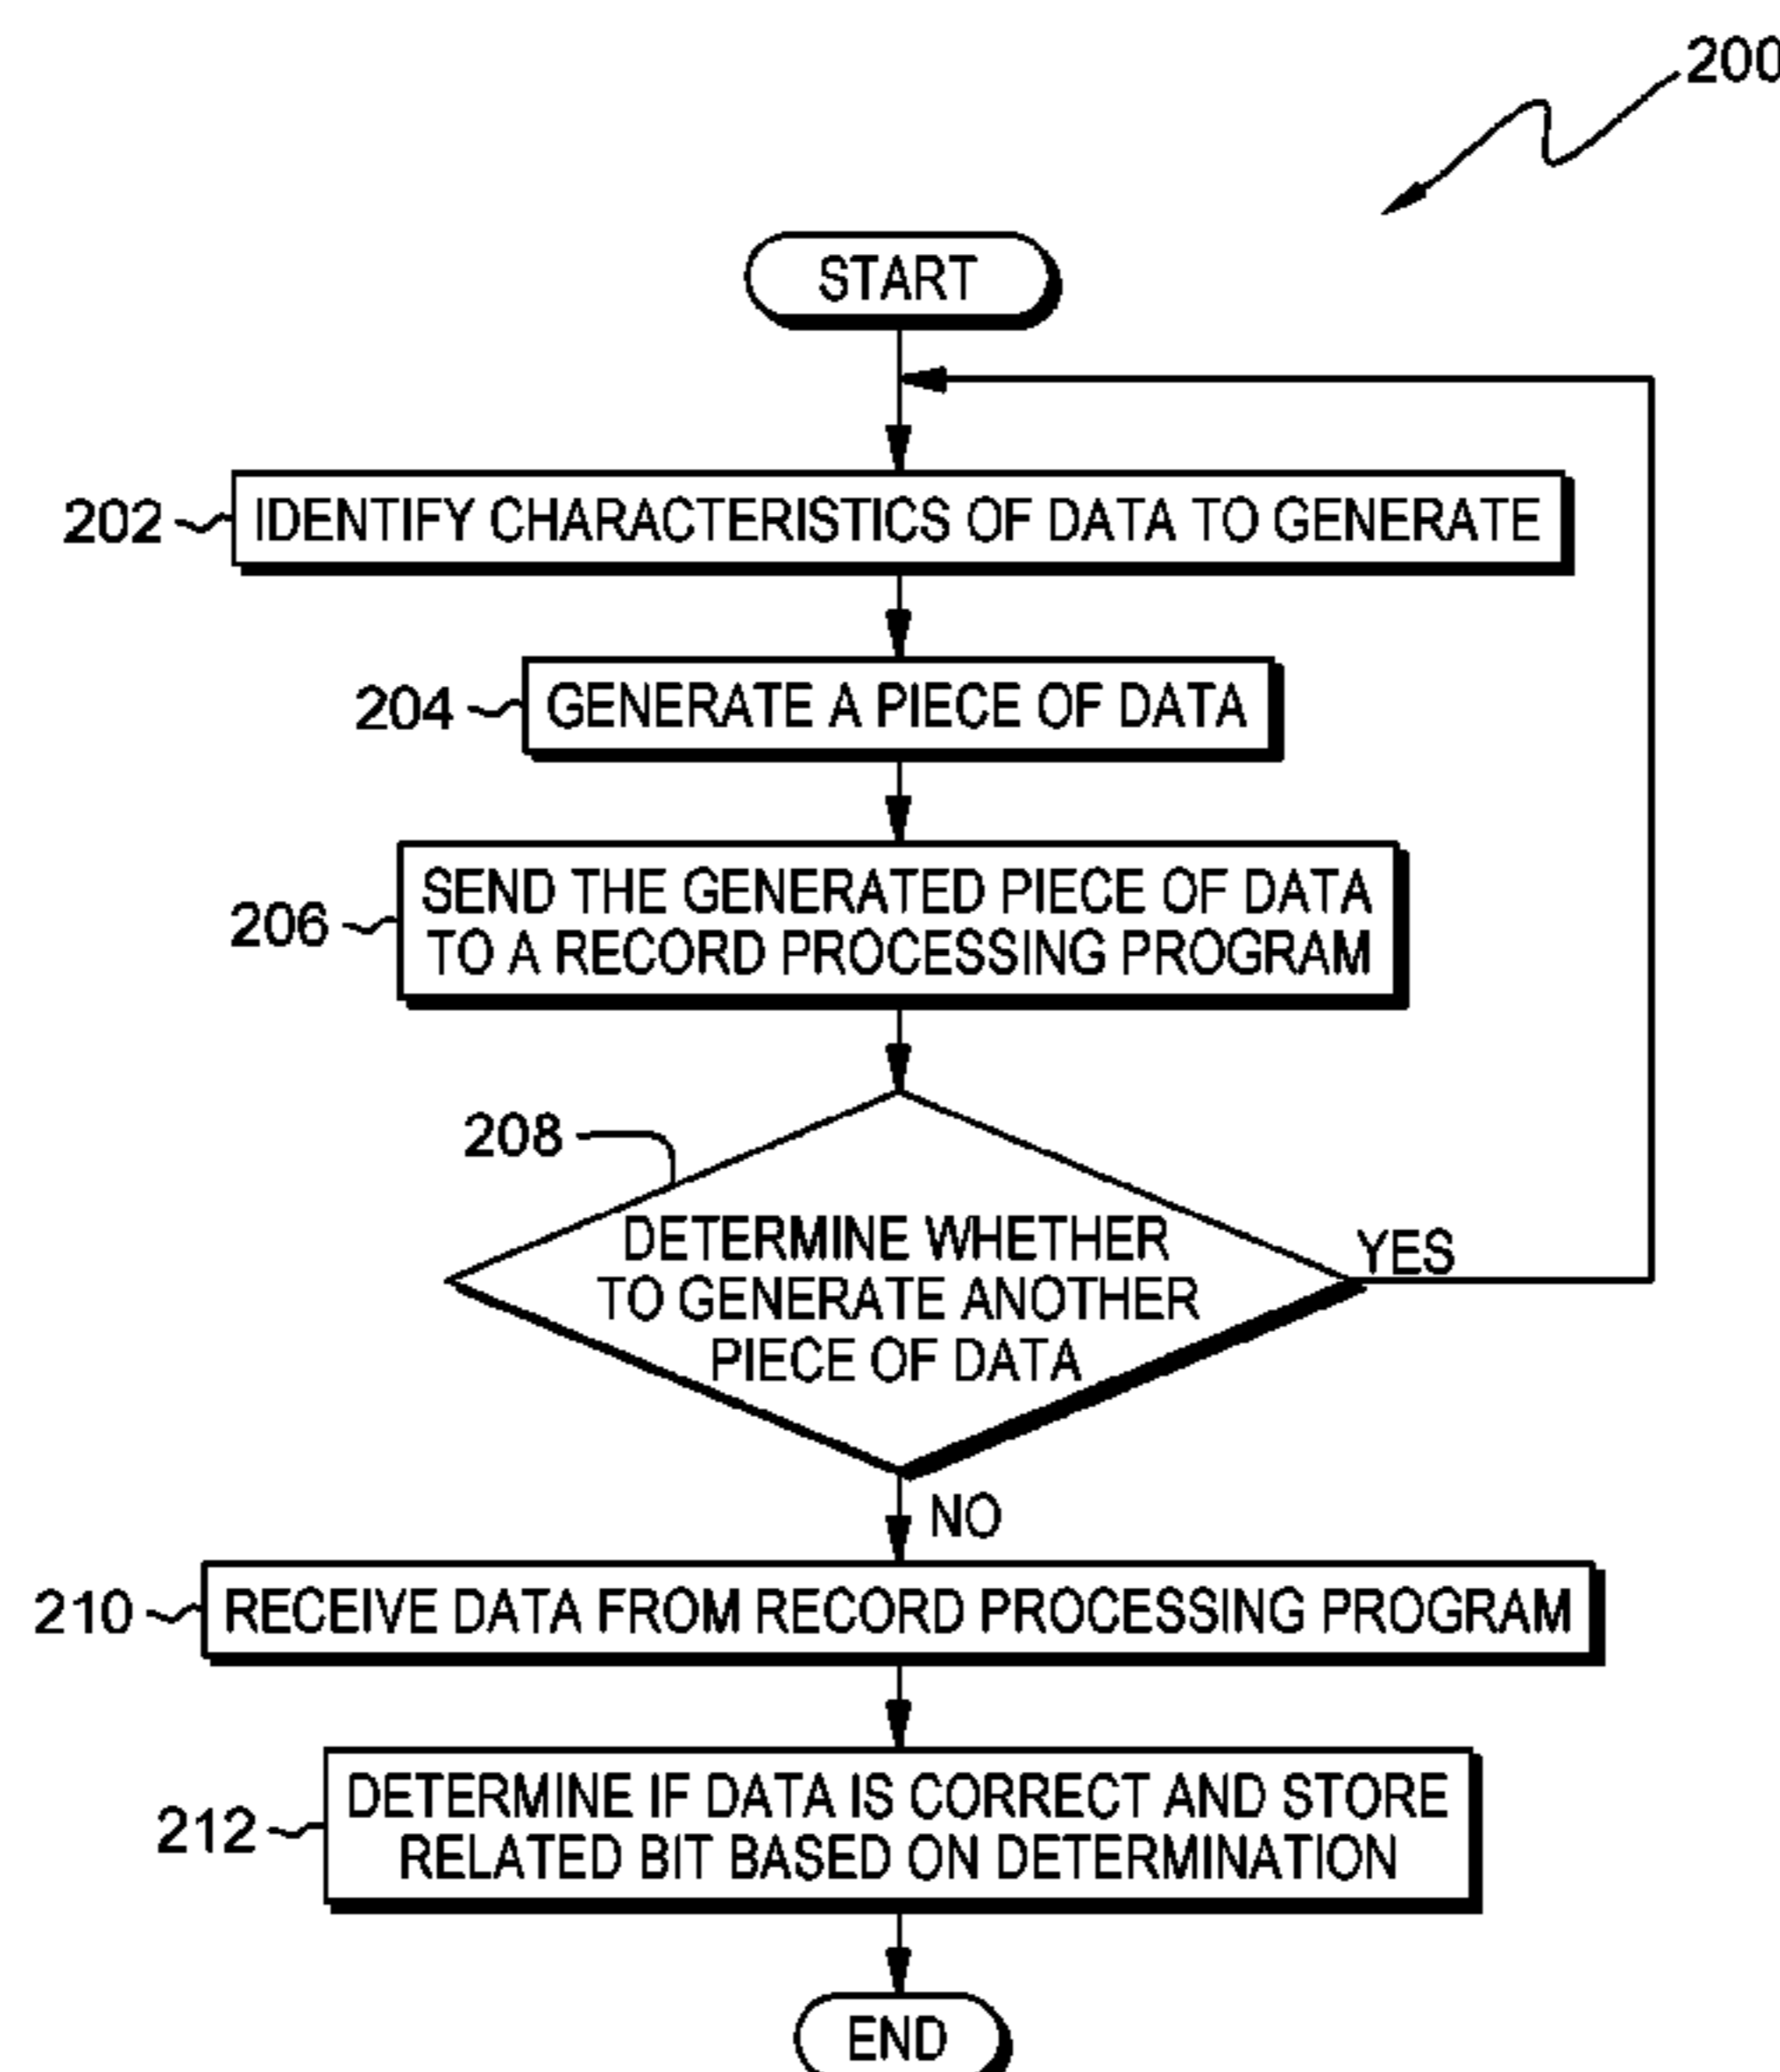 200
START
202
IDENTIFY CHARACTERISTICS OF DATA TO GENERATE
204
GENERATE A PIECE OF DATA
206
SEND THE GENERATED PIECE OF DATA
TO A RECORD PROCESSING PROGRAM
208
DETERMINE WHETHER
TO GENERATE ANOTHER
PIECE OF DATA
YES
NO
210
RECEIVE DATA FROM RECORD PROCESSING PROGRAM
212
DETERMINE IF DATA IS CORRECT AND STORE
RELATED BIT BASED ON DETERMINATION
END